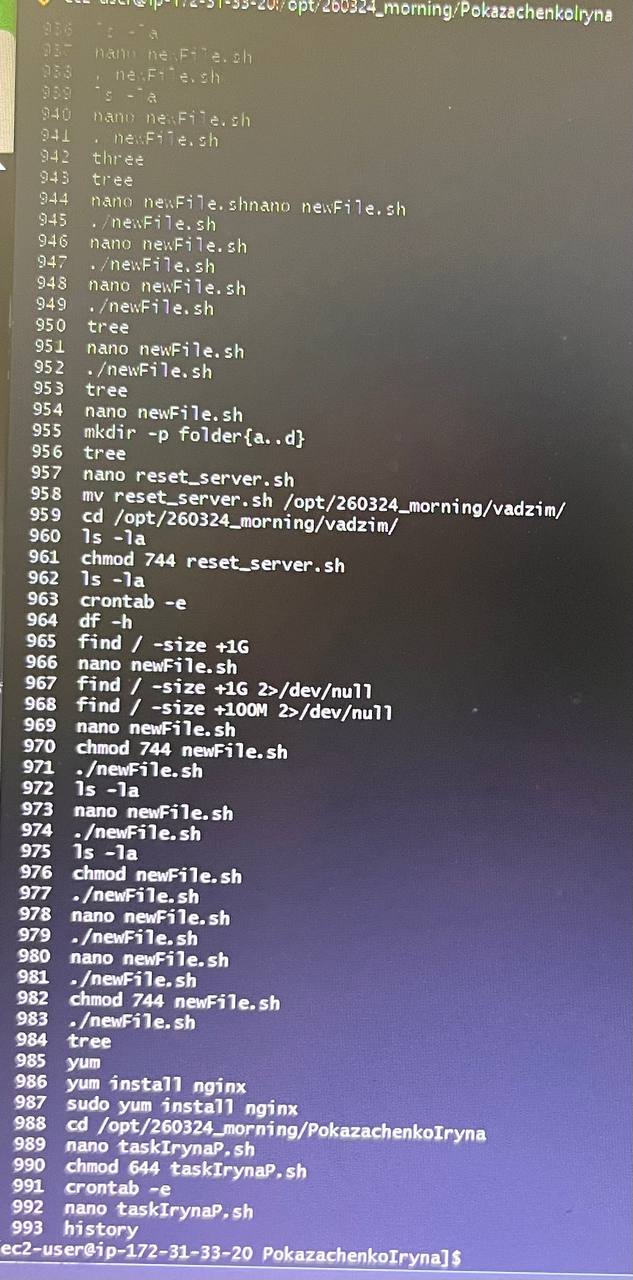 ec2-user@ip-172-31-33-20:/opt/260324_morning/PokazachenkoIryna
936 ls -la
937 nano newFile.sh
938 . newFile.sh
939 ls -la
940 nano newFile.sh
941 . newFile.sh
942 three
943 tree
944 nano newFile.shnano newFile.sh
945 ./newFile.sh
946 nano newFile.sh
947 ./newFile.sh
948 nano newFile.sh
949 ./newFile.sh
950 tree
951 nano newFile.sh
952 ./newFile.sh
953 tree
954 nano newFile.sh
955 mkdir -p folder{a..d}
956 tree
957 nano reset_server.sh
958 mv reset_server.sh /opt/260324_morning/vadzim/
959 cd /opt/260324_morning/vadzim/
960 ls -la
961 chmod 744 reset_server.sh
962 ls -la
963 crontab -e
964 df -h
965 find / -size +1G
966 nano newFile.sh
967 find / -size +1G 2>/dev/null
968 find / -size +100M 2>/dev/null
969 nano newFile.sh
970 chmod 744 newFile.sh
971 ./newFile.sh
972 ls -la
973 nano newFile.sh
974 ./newFile.sh
975 ls -la
976 chmod newFile.sh
977 ./newFile.sh
978 nano newFile.sh
979 ./newFile.sh
980 nano newFile.sh
981 ./newFile.sh
982 chmod 744 newFile.sh
983 ./newFile.sh
984 tree
985 yum
986 yum install nginx
987 sudo yum install nginx
988 cd /opt/260324_morning/PokazachenkoIryna
989 nano taskIrynaP.sh
990 chmod 644 taskIrynaP.sh
991 crontab -e
992 nano taskIrynaP.sh
993 history
ec2-user@ip-172-31-33-20 PokazachenkoIryna]$